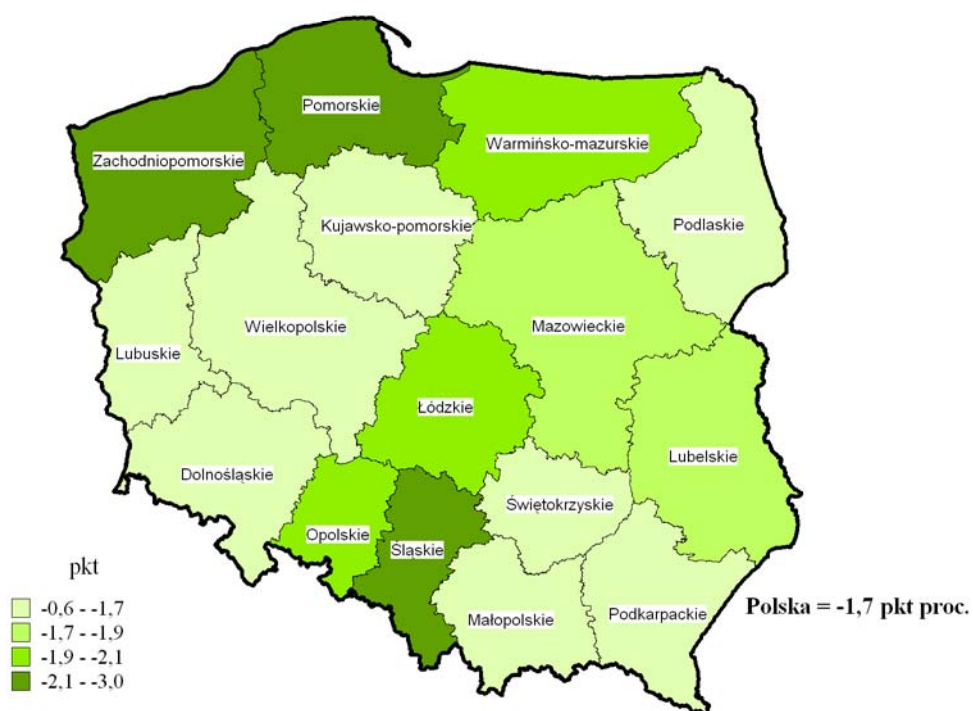 Pomorskie
Warmińsko-mazurskie
Zachodniopomorskie
Kujawsko-pomorskie
Podlaskie
Wielkopolskie
Mazowieckie
Lubuskie
Łódzkie
Lubelskie
Dolnośląskie
Świętokrzyskie
Opolskie
Śląskie
Małopolskie
Podkarpackie
Polska = -1,7 pkt proc.
pkt
-0,6 - -1,7
-1,7 - -1,9
-1,9 - -2,1
-2,1 - -3,0